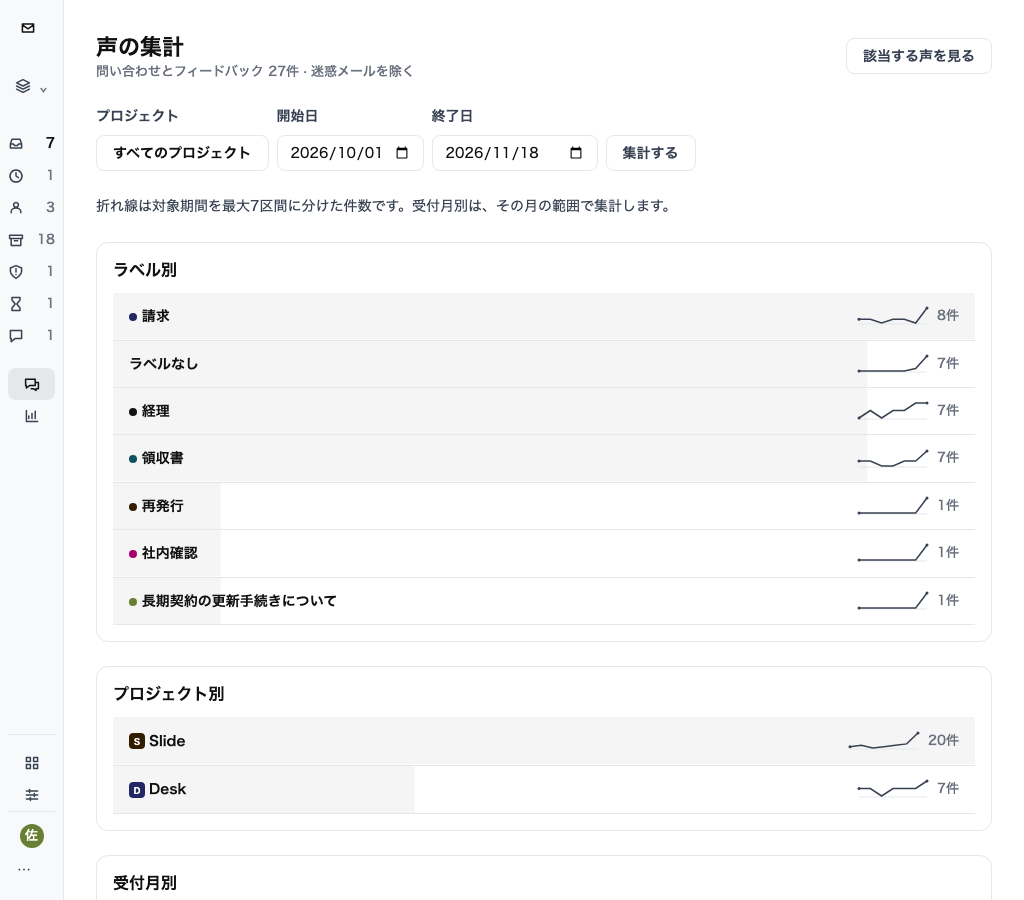 声の集計
問い合わせとフィードバック 27件 · 迷惑メールを除く
該当する声を見る
プロジェクト
開始日
終了日
すべてのプロジェクト
2026/10/01
2026/11/18
集計する
折れ線は対象期間を最大7区間に分けた件数です。受付月別は、その月の範囲で集計します。
7
1
3
18
1
1
1
ラベル別
請求 8件
ラベルなし 7件
経理 7件
領収書 7件
再発行 1件
社内確認 1件
長期契約の更新手続きについて 1件
プロジェクト別
S Slide 20件
D Desk 7件
受付月別
佐
…